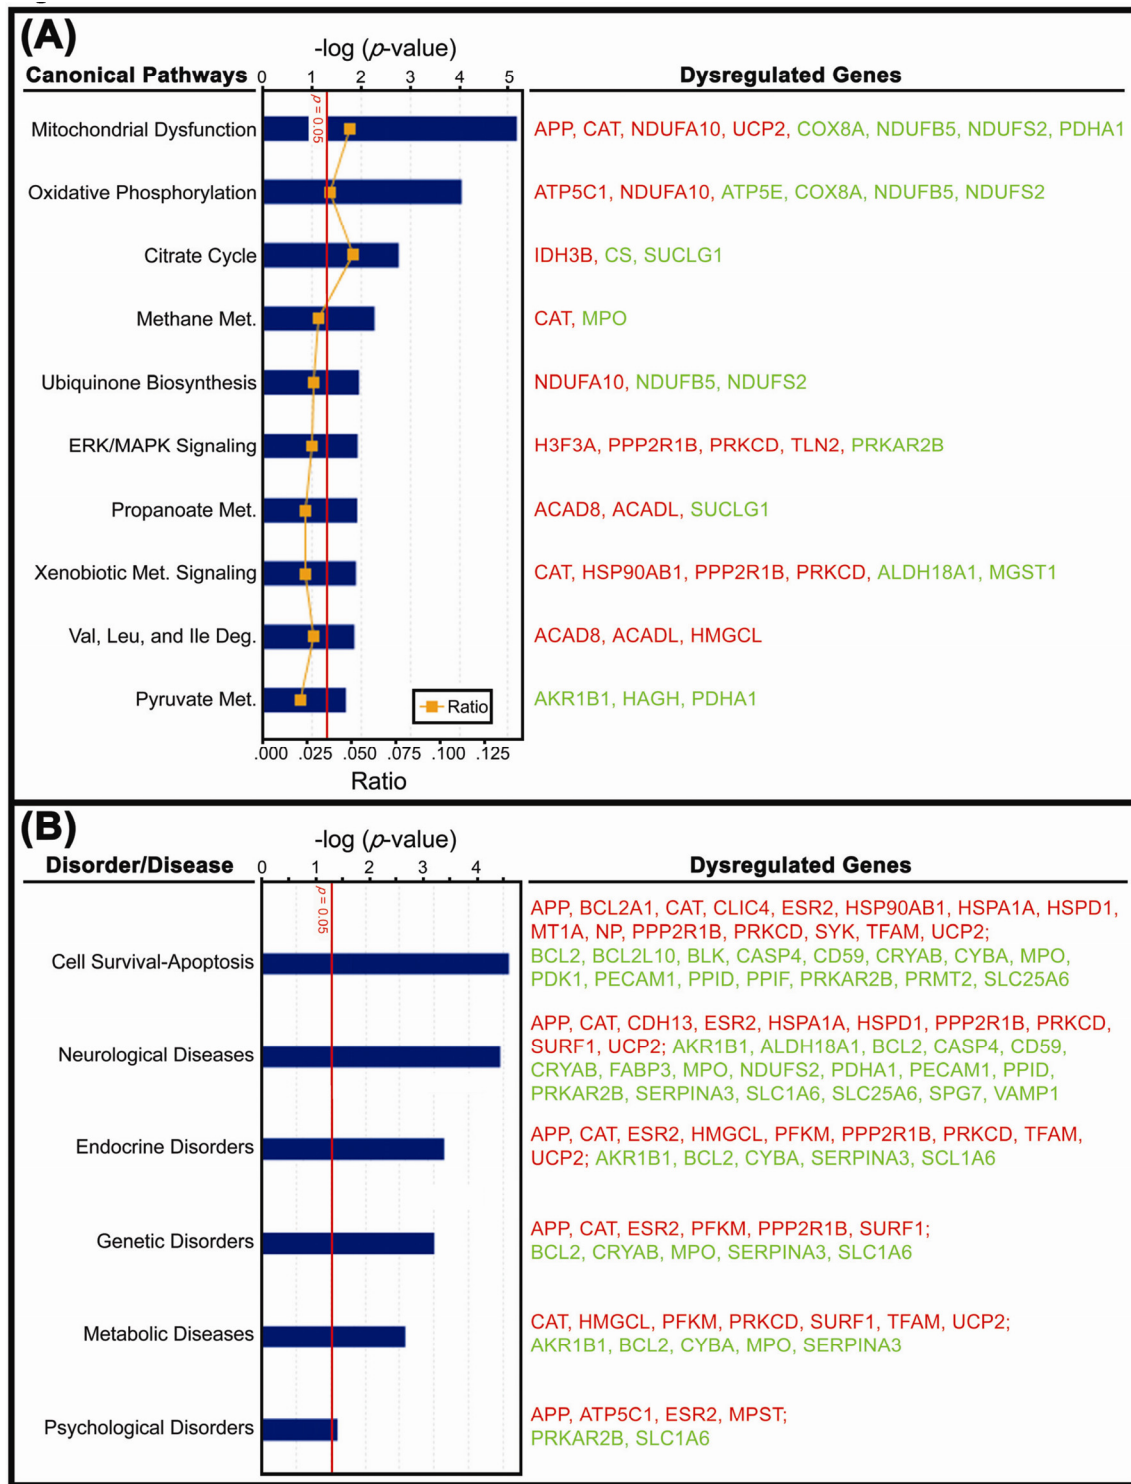 (A)
-log (p-value)
Canonical Pathways 0 1 2 3 4 5 Dysregulated Genes
p = 0.05
Mitochondrial Dysfunction APP, CAT, NDUFA10, UCP2, COX8A, NDUFB5, NDUFS2, PDHA1
Oxidative Phosphorylation ATP5C1, NDUFA10, ATP5E, COX8A, NDUFB5, NDUFS2
Citrate Cycle IDH3B, CS, SUCLG1
Methane Met. CAT, MPO
Ubiquinone Biosynthesis NDUFA10, NDUFB5, NDUFS2
ERK/MAPK Signaling H3F3A, PPP2R1B, PRKCD, TLN2, PRKAR2B
Propanoate Met. ACAD8, ACADL, SUCLG1
Xenobiotic Met. Signaling CAT, HSP90AB1, PPP2R1B, PRKCD, ALDH18A1, MGST1
Val, Leu, and Ile Deg. ACAD8, ACADL, HMGCL
Pyruvate Met. AKR1B1, HAGH, PDHA1
Ratio
.000 .025 .050 .075 .100 .125
Ratio
(B)
-log (p-value)
Disorder/Disease 0 1 2 3 4 Dysregulated Genes
p = 0.05
APP, BCL2A1, CAT, CLIC4, ESR2, HSP90AB1, HSPA1A, HSPD1,
MT1A, NP, PPP2R1B, PRKCD, SYK, TFAM, UCP2;
Cell Survival-Apoptosis BCL2, BCL2L10, BLK, CASP4, CD59, CRYAB, CYBA, MPO,
PDK1, PECAM1, PPID, PPIF, PRKAR2B, PRMT2, SLC25A6
APP, CAT, CDH13, ESR2, HSPA1A, HSPD1, PPP2R1B, PRKCD,
Neurological Diseases SURF1, UCP2; AKR1B1, ALDH18A1, BCL2, CASP4, CD59,
CRYAB, FABP3, MPO, NDUFS2, PDHA1, PECAM1, PPID,
PRKAR2B, SERPINA3, SLC1A6, SLC25A6, SPG7, VAMP1
Endocrine Disorders APP, CAT, ESR2, HMGCL, PFKM, PPP2R1B, PRKCD, TFAM,
UCP2; AKR1B1, BCL2, CYBA, SERPINA3, SCL1A6
Genetic Disorders APP, CAT, ESR2, PFKM, PPP2R1B, SURF1;
BCL2, CRYAB, MPO, SERPINA3, SLC1A6
Metabolic Diseases CAT, HMGCL, PFKM, PRKCD, SURF1, TFAM, UCP2;
AKR1B1, BCL2, CYBA, MPO, SERPINA3
Psychological Disorders APP, ATP5C1, ESR2, MPST;
PRKAR2B, SLC1A6